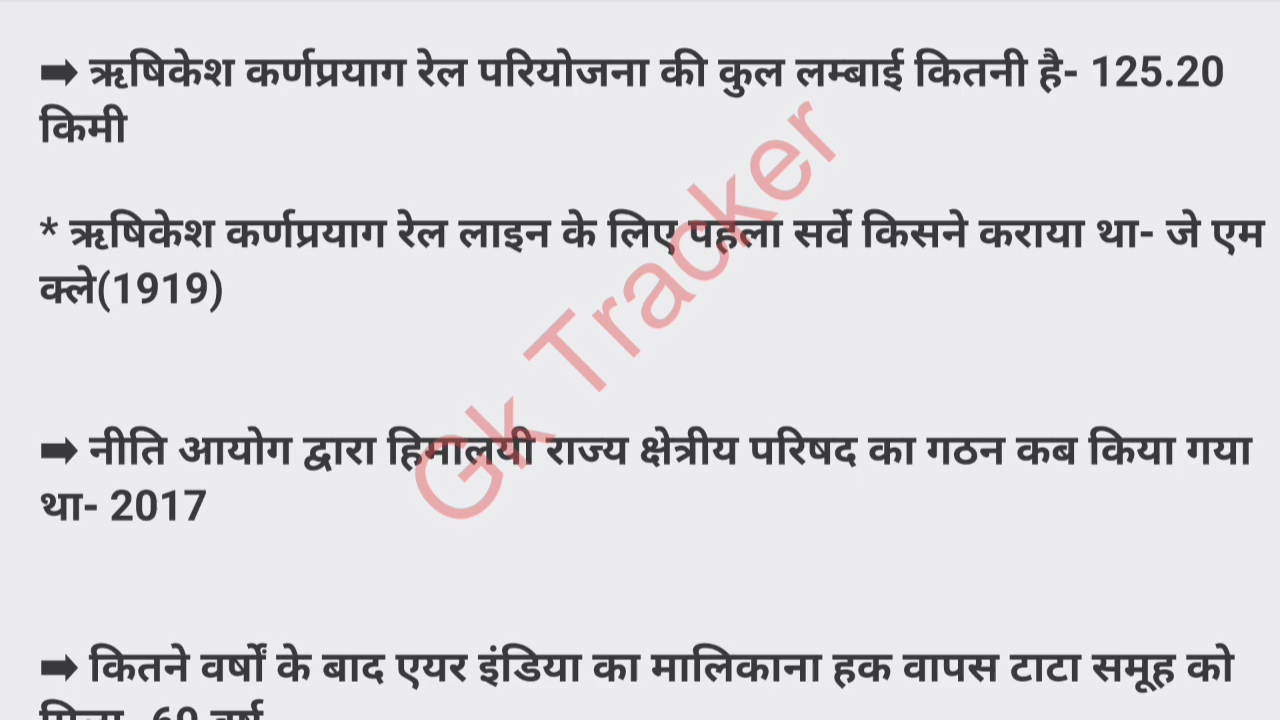 ➡ ऋषिकेश कर्णप्रयाग रेल परियोजना की कुल लम्बाई कितनी है- 125.20
किमी
* ऋषिकेश कर्णप्रयाग रेल लाइन के लिए पहला सर्वे किसने कराया था- जे एम
क्ले(1919)
➡ नीति आयोग द्वारा हिमालयी राज्य क्षेत्रीय परिषद का गठन कब किया गया
था- 2017
➡ कितने वर्षों के बाद एयर इंडिया का मालिकाना हक वापस टाटा समूह को
वर्ष
Gk Tracker